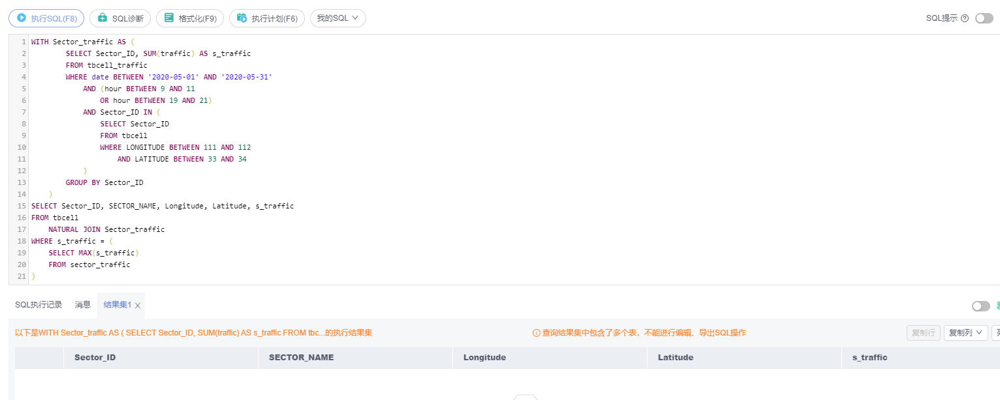 执行SQL(F8) SQL诊断 格式化(F9) 执行计划(F6) 我的SQL SQL提示
1 WITH Sector_traffic AS (
2 SELECT Sector_ID, SUM(traffic) AS s_traffic
3 FROM tbcell_traffic
4 WHERE date BETWEEN '2020-05-01' AND '2020-05-31'
5 AND (hour BETWEEN 9 AND 11
6 OR hour BETWEEN 19 AND 21)
7 AND Sector_ID IN (
8 SELECT Sector_ID
9 FROM tbcell
10 WHERE LONGITUDE BETWEEN 111 AND 112
11 AND LATITUDE BETWEEN 33 AND 34
12 )
13 GROUP BY Sector_ID
14 )
15 SELECT Sector_ID, SECTOR_NAME, Longitude, Latitude, s_traffic
16 FROM tbcell
17 NATURAL JOIN Sector_traffic
18 WHERE s_traffic = (
19 SELECT MAX(s_traffic)
20 FROM sector_traffic
21 )
SQL执行记录 消息 结果集1
以下是WITH Sector_traffic AS ( SELECT Sector_ID, SUM(traffic) AS s_traffic FROM tbc...的执行结果集 查询结果集中包含了多个表，不能进行编辑、导出SQL操作 复制行 复制列
Sector_ID SECTOR_NAME Longitude Latitude s_traffic